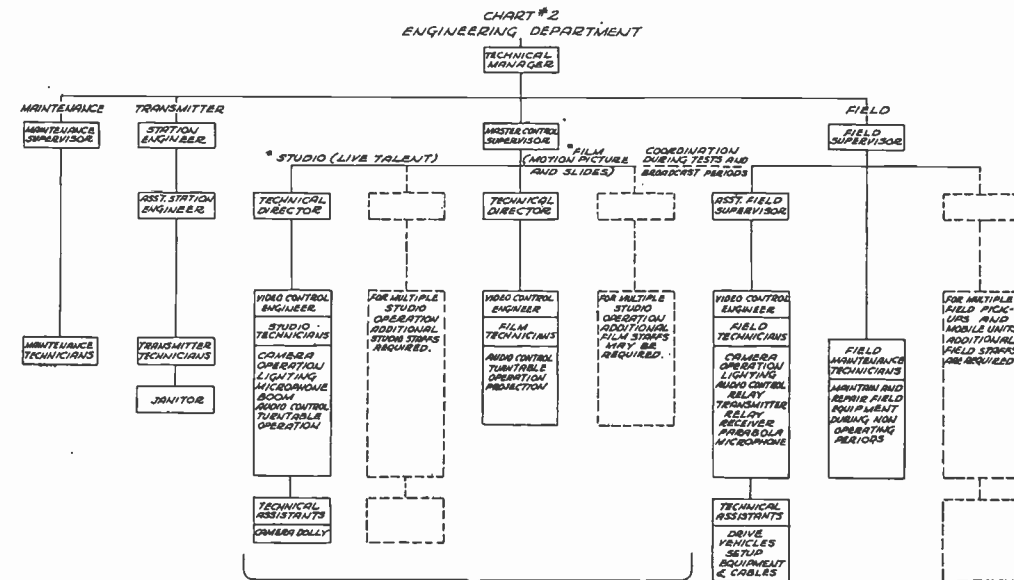 CHART #2
ENGINEERING DEPARTMENT
TECHNICAL
MANAGER
MAINTENANCE
MAINTENANCE
SUPERVISOR
TRANSMITTER
STATION
ENGINEER
MASTER CONTROL
SUPERVISOR
FIELD
FIELD
SUPERVISOR
* STUDIO (LIVE TALENT)
*FILM
(MOTION PICTURE
AND SLIDES)
COORDINATION
DURING TESTS AND
BROADCAST PERIODS
ASST. STATION
ENGINEER
TECHNICAL
DIRECTOR
TECHNICAL
DIRECTOR
ASST. FIELD
SUPERVISOR
MAINTENANCE
TECHNICIANS
TRANSMITTER
TECHNICIANS
JANITOR
VIDEO CONTROL
ENGINEER
STUDIO
TECHNICIANS
CAMERA
OPERATION
LIGHTING
MICROPHONE
BOOM
AUDIO CONTROL
TURNTABLE
OPERATION
TECHNICAL
ASSISTANTS
CAMERA DOLLY
FOR MULTIPLE
STUDIO
OPERATION
ADDITIONAL
STUDIO STAFFS
REQUIRED.
VIDEO CONTROL
ENGINEER
FILM
TECHNICIANS
AUDIO CONTROL
TURNTABLE
OPERATION
PROJECTION
FOR MULTIPLE
STUDIO
OPERATION
ADDITIONAL
FILM STAFFS
MAY BE
REQUIRED.
VIDEO CONTROL
ENGINEER
FIELD
TECHNICIANS
CAMERA
OPERATION
LIGHTING
AUDIO CONTROL
RELAY
TRANSMITTER
RELAY
RECEIVER
PARABOLA
MICROPHONE
TECHNICAL
ASSISTANTS
DRIVE
VEHICLES
SETUP
EQUIPMENT
& CABLES
FIELD
MAINTENANCE
TECHNICIANS
MAINTAIN AND
REPAIR FIELD
EQUIPMENT
DURING NON
OPERATING
PERIODS
FOR MULTIPLE
FIELD PICK-
UPS AND
MOBILE UNITS
ADDITIONAL
FIELD STAFFS
ARE REQUIRED